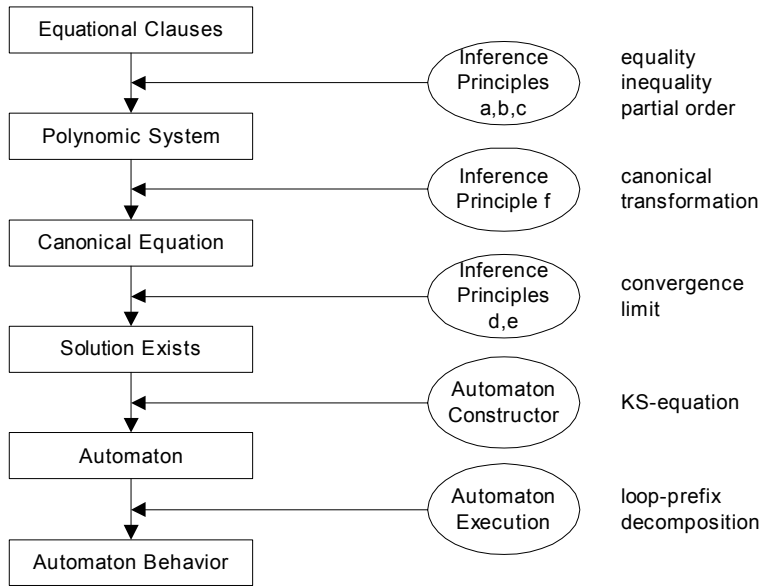 Equational Clauses
Inference
Principles
a,b,c
equality
inequality
partial order
Polynomic System
Inference
Principle f
canonical
transformation
Canonical Equation
Inference
Principles
d,e
convergence
limit
Solution Exists
Automaton
Constructor
KS-equation
Automaton
Automaton
Execution
loop-prefix
decomposition
Automaton Behavior